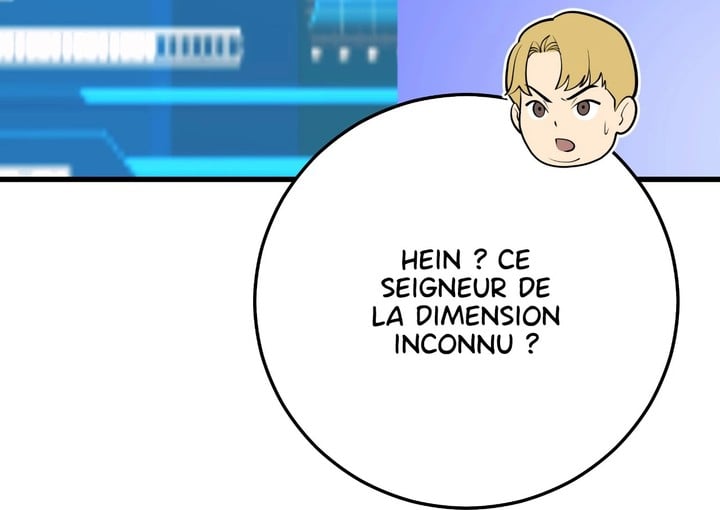 HEIN ? CE
SEIGNEUR DE
LA DIMENSION
INCONNU ?